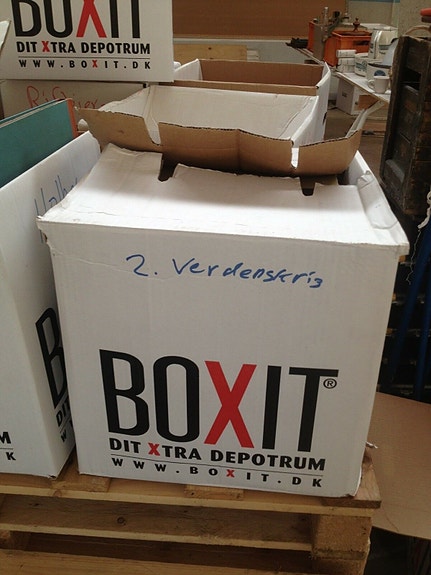 BOXIT
DIT XTRA DEPOTRUM
WWW.BOXIT.DK
2. Verdenskrig
BOXIT®
DIT XTRA DEPOTRUM
WWW.BOXIT.DK